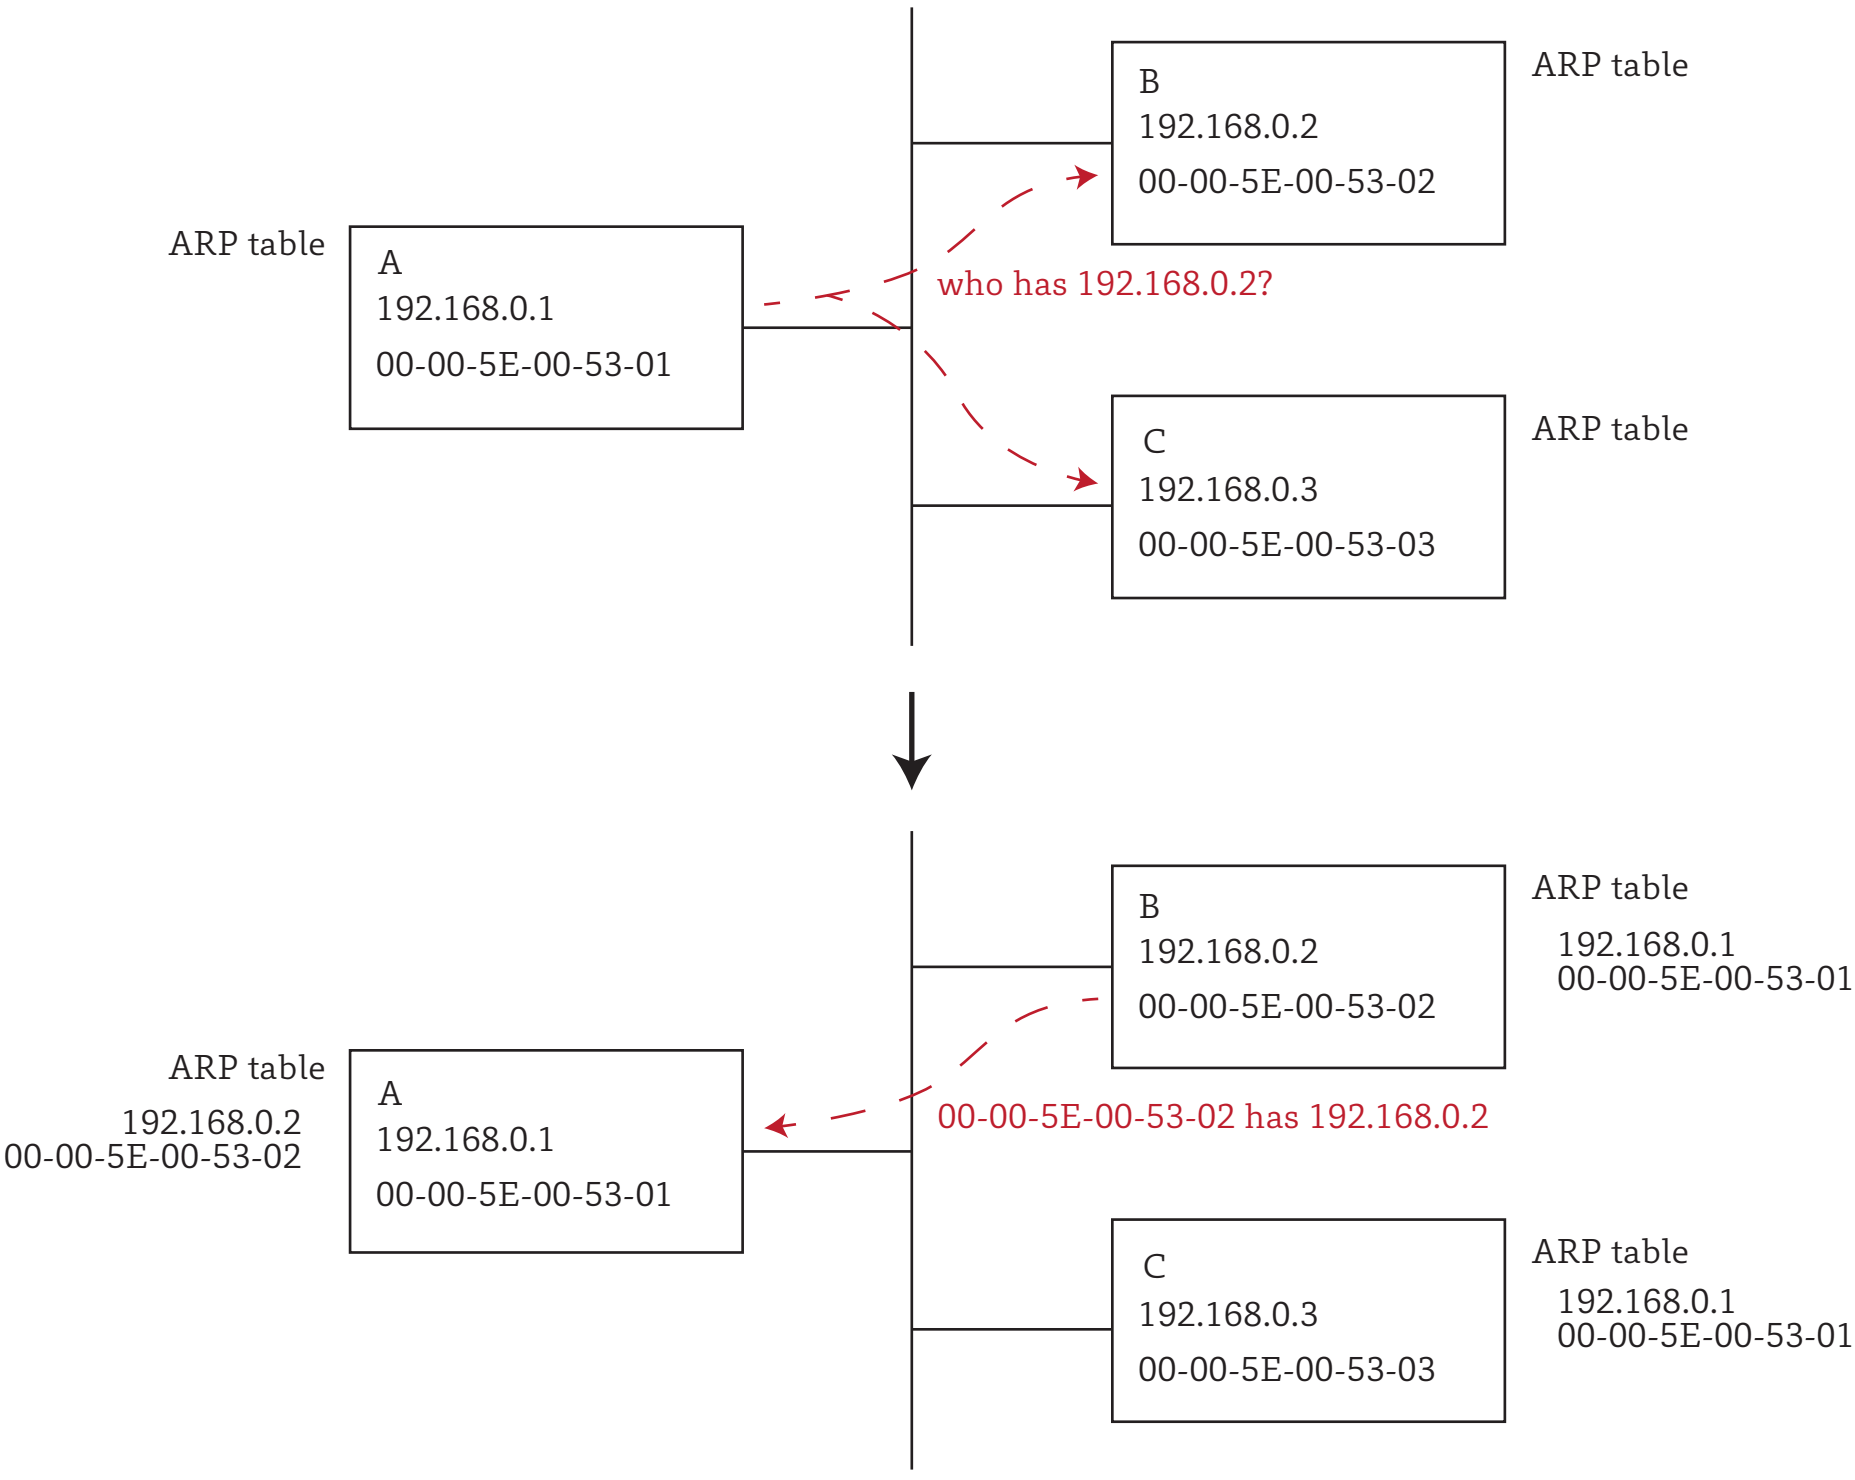 B
192.168.0.2
00-00-5E-00-53-02
ARP table
ARP table
A
192.168.0.1
00-00-5E-00-53-01
who has 192.168.0.2?
C
192.168.0.3
00-00-5E-00-53-03
ARP table
B
192.168.0.2
00-00-5E-00-53-02
ARP table
192.168.0.1
00-00-5E-00-53-01
ARP table
192.168.0.2
00-00-5E-00-53-02
A
192.168.0.1
00-00-5E-00-53-01
00-00-5E-00-53-02 has 192.168.0.2
C
192.168.0.3
00-00-5E-00-53-03
ARP table
192.168.0.1
00-00-5E-00-53-01